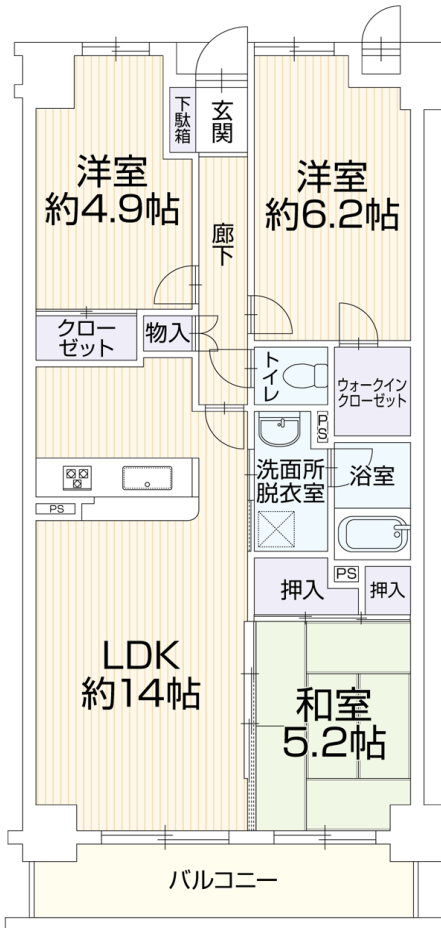 下駄箱
玄関
洋室
約4.9帖
洋室
約6.2帖
廊下
クロー
ゼット
物入
トイレ
ウォークイン
クローゼット
PS
洗面所
脱衣室
浴室
PS
押入
PS
押入
LDK
約14帖
和室
5.2帖
バルコニー